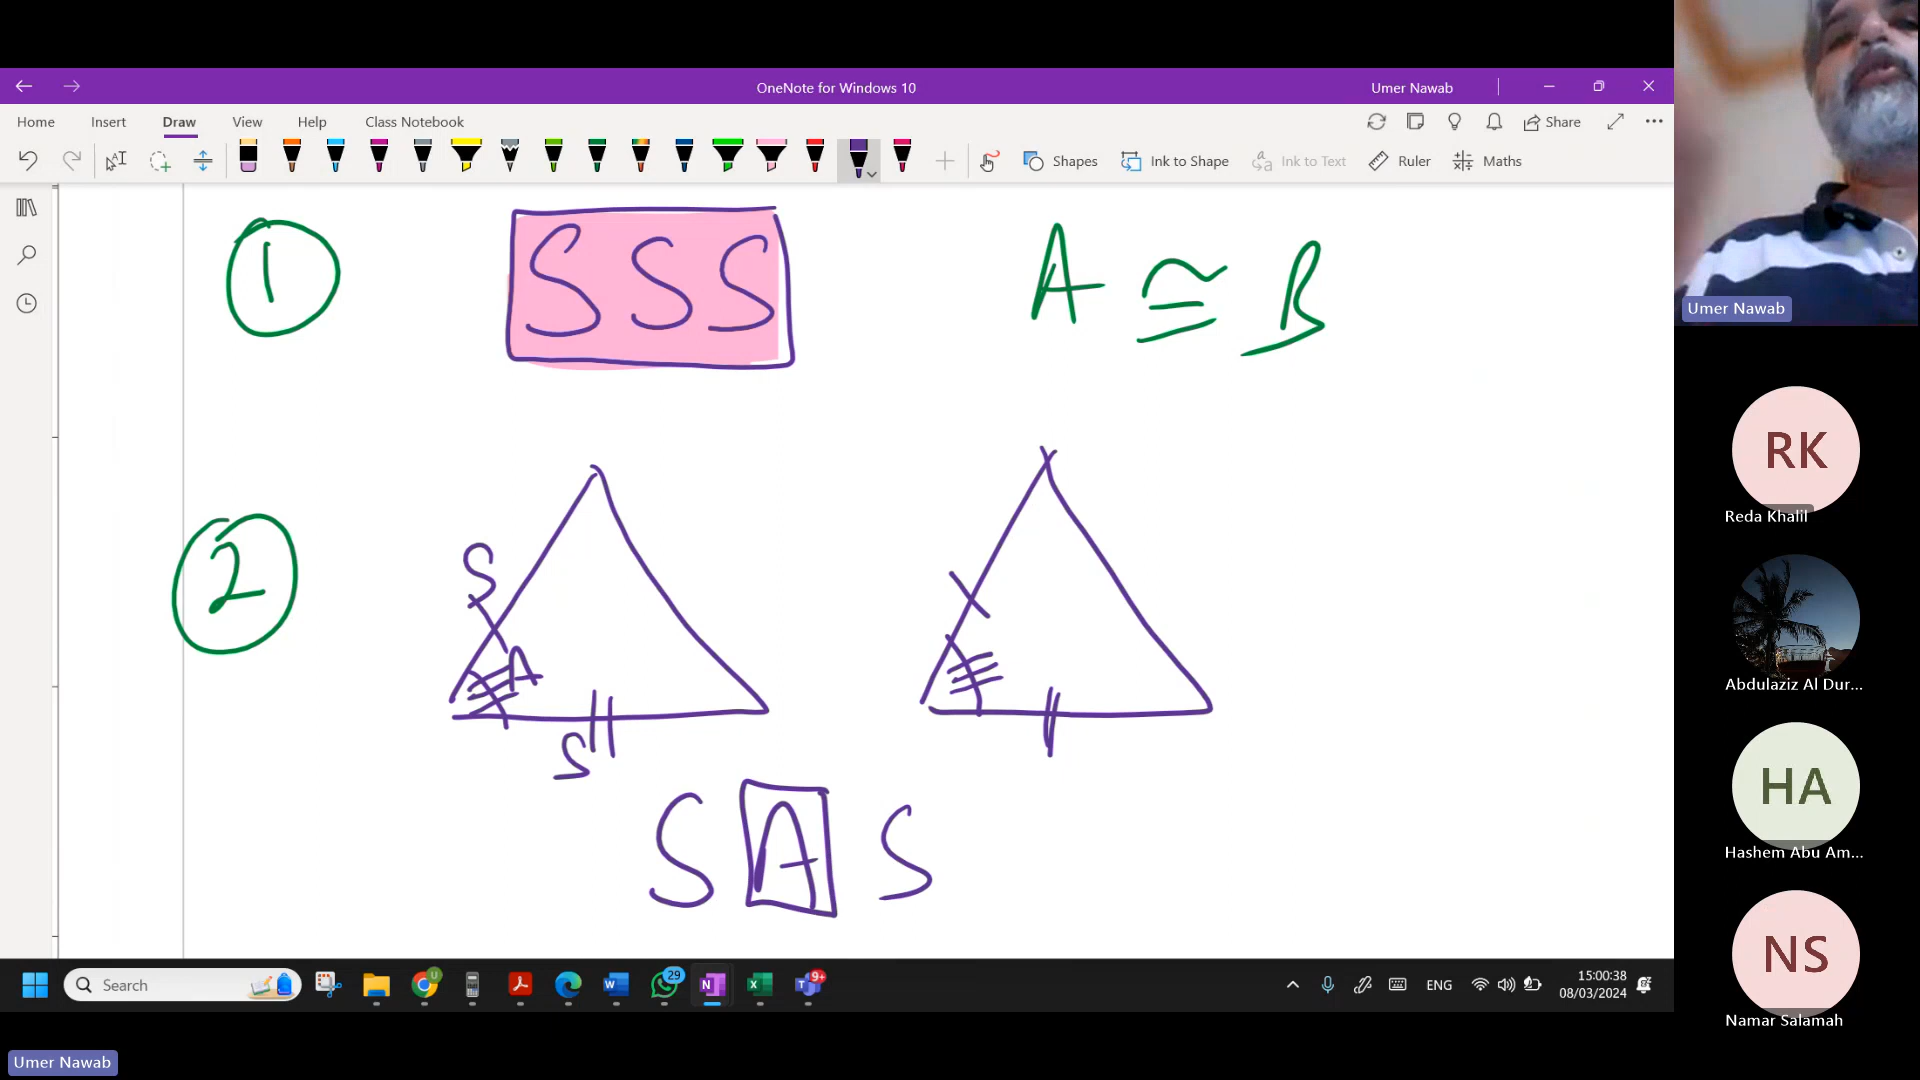 OneNote for Windows 10
Umer Nawab
Home Insert Draw View Help Class Notebook
Share
Shapes Ink to Shape Ink to Text Ruler Maths
1 SSS A ≅ B
Umer Nawab
RK
Reda Khalil
2
S
A
S
S A S
Abdulaziz Al Dur...
HA
Hashem Abu Am...
NS
Namar Salamah
Search
U
29
9+
ENG
15:00:38
08/03/2024
Umer Nawab